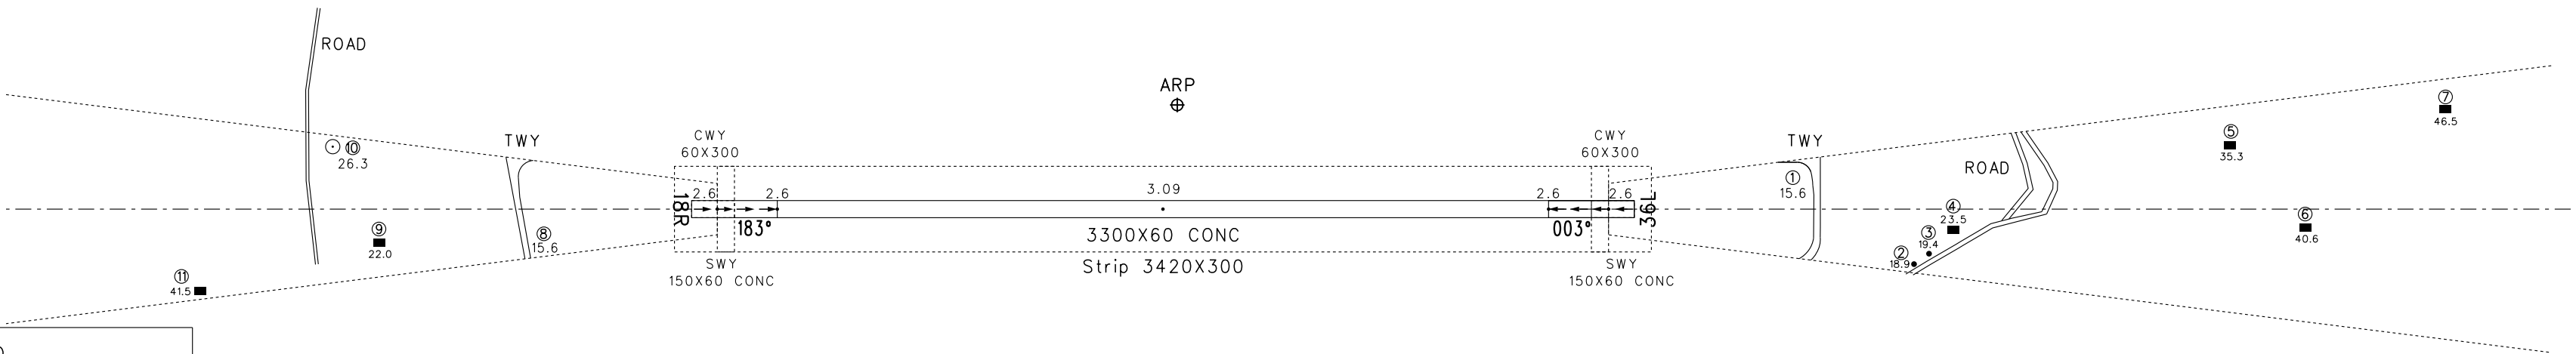 ROAD
ARP
TWY
CWY
60X300
CWY
60X300
TWY
⑦
46.5
⑤
35.3
⑩
26.3
ROAD
①
15.6
2.6
2.6
3.09
2.6
2.6
18R
36L
④
23.5
⑥
40.6
183°
003°
⑨
22.0
⑧
15.6
3300X60 CONC
③
19.4
②
18.9
SWY
150X60 CONC
Strip 3420X300
SWY
150X60 CONC
⑪
41.5